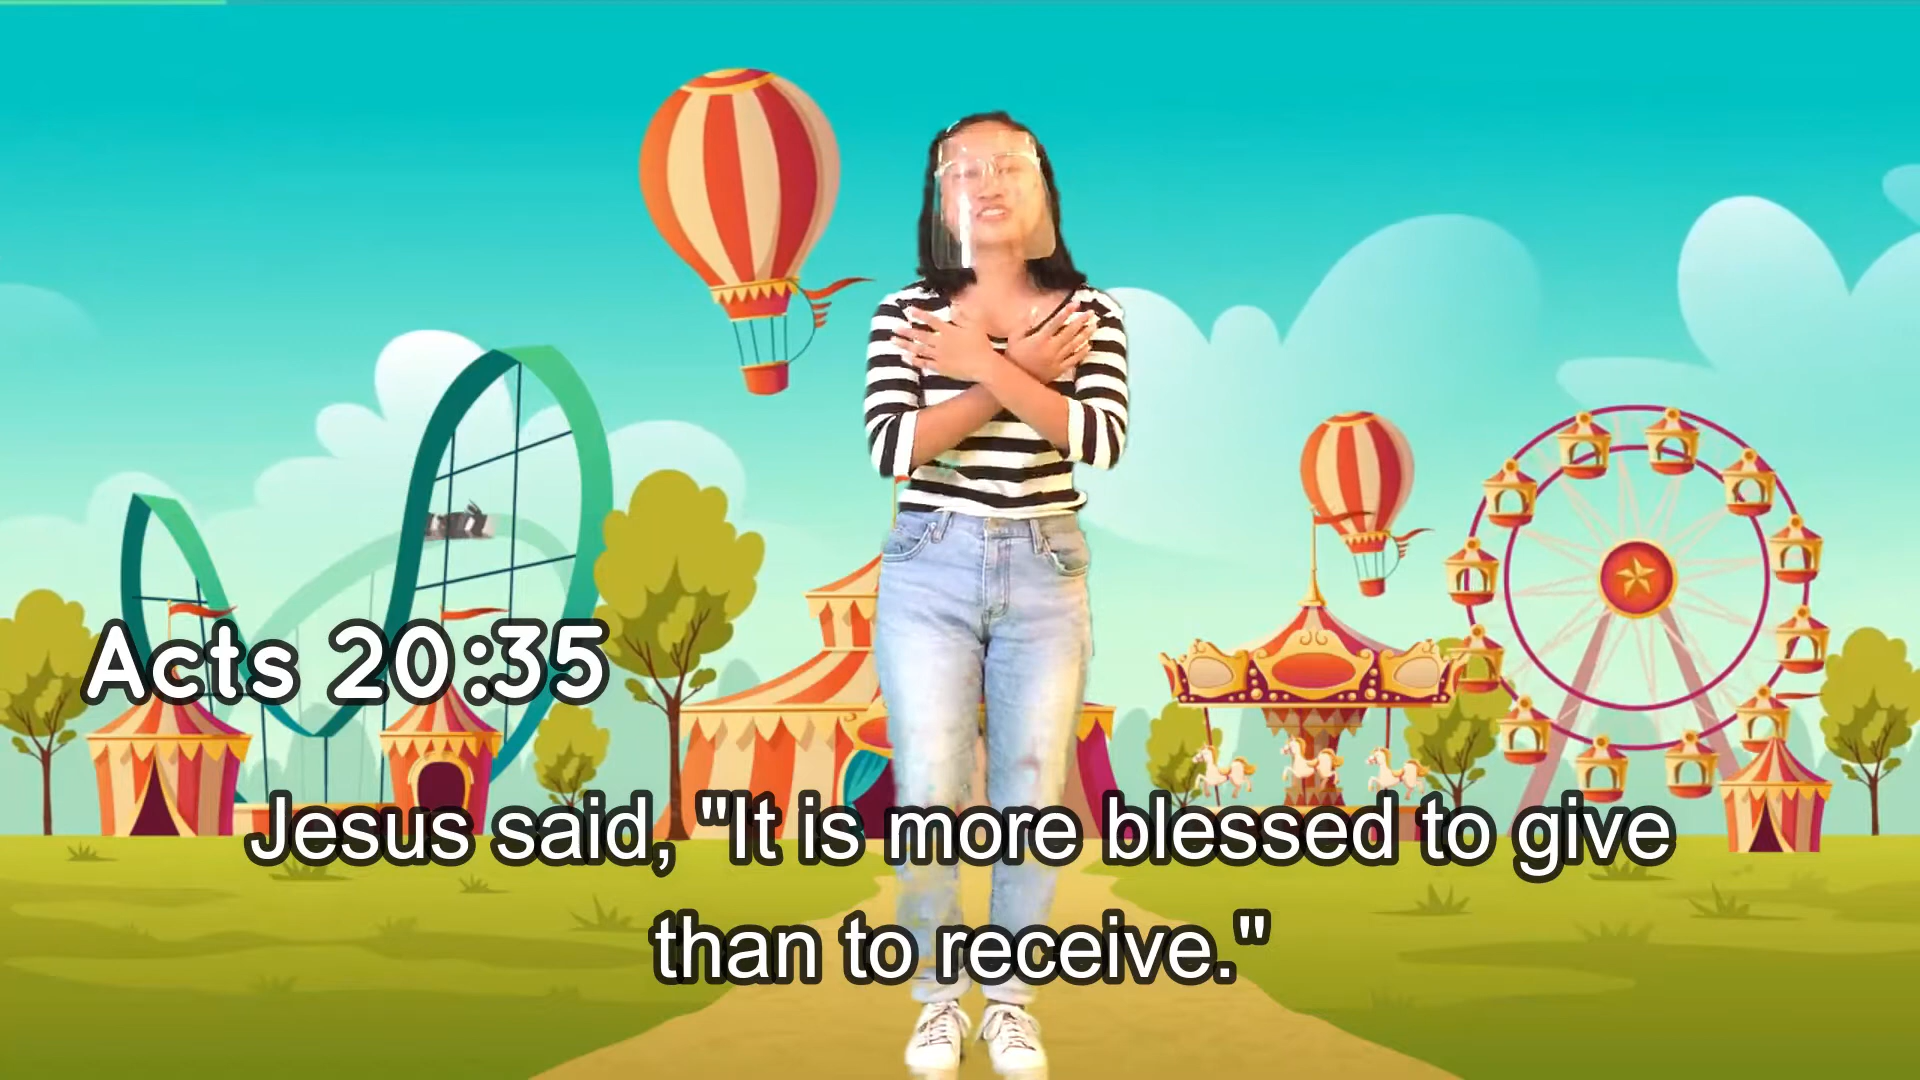 Acts 20:35
Jesus said, "It is more blessed to give
than to receive."